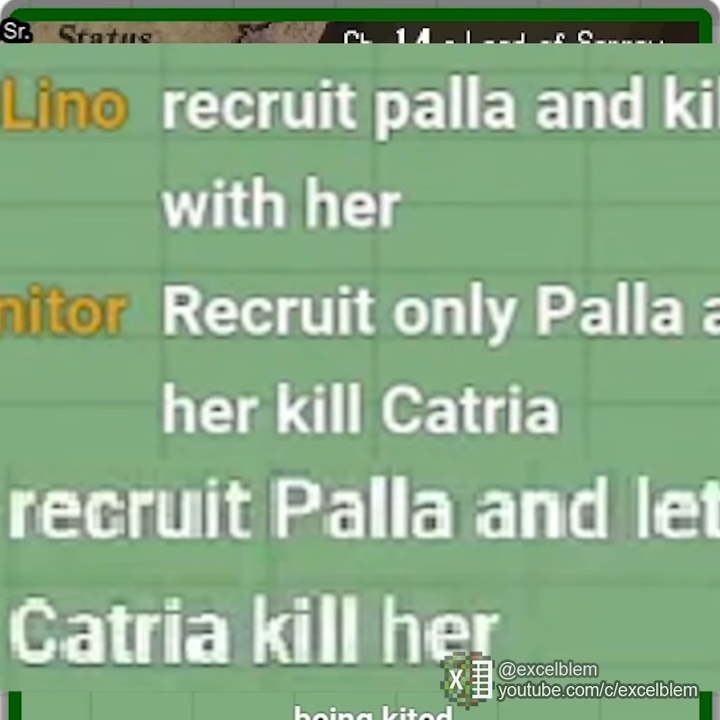 Sr. Status
Lino recruit palla and ki
with her
nitor Recruit only Palla a
her kill Catria
recruit Palla and let
Catria kill her
@excelblem
youtube.com/c/excelblem
being kited